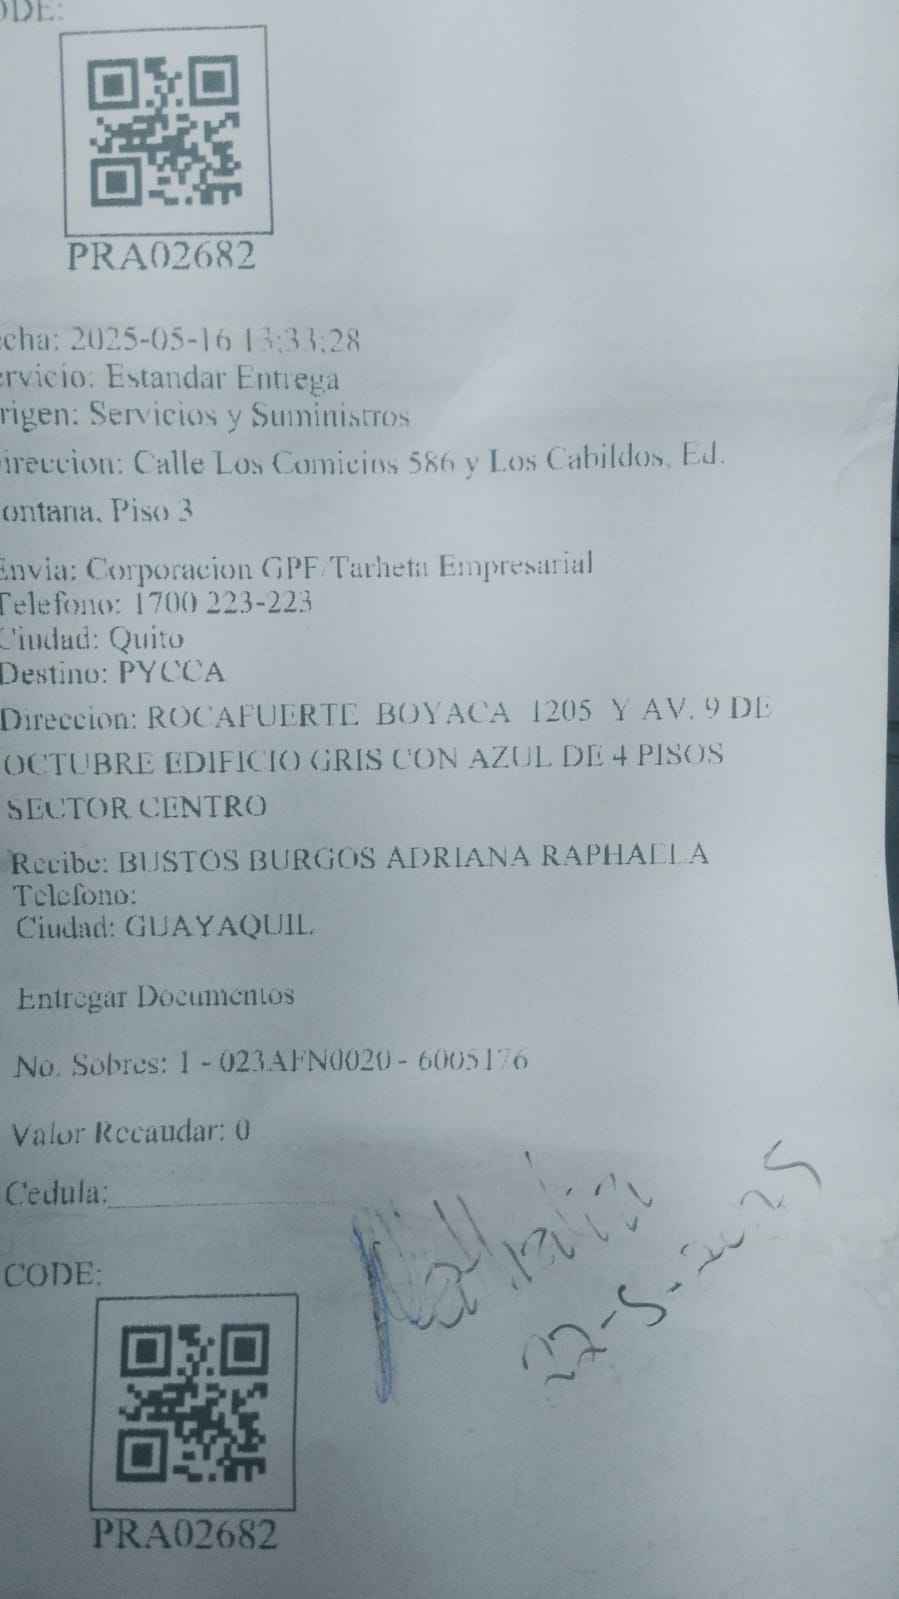 ODE:
PRA02682
echa: 2025-05-16 13:33:28
ervicio: Estandar Entrega
rigen: Servicios y Suministros
ireccion: Calle Los Comicios 586 y Los Cabildos, Ed.
ontana, Piso 3
Envia: Corporacion GPF/Tarheta Empresarial
Telefono: 1700 223-223
Ciudad: Quito
Destino: PYCCA
Direccion: ROCAFUERTE BOYACA 1205 Y AV. 9 DE
OCTUBRE EDIFICIO GRIS CON AZUL DE 4 PISOS
SECTOR CENTRO
Recibe: BUSTOS BURGOS ADRIANA RAPHAELA
Telefono:
Ciudad: GUAYAQUIL
Entregar Documentos
No. Sobres: 1 - 023AFN0020 - 6005176
Valor Recaudar: 0
Cedula:
22-5-2025
CODE:
PRA02682